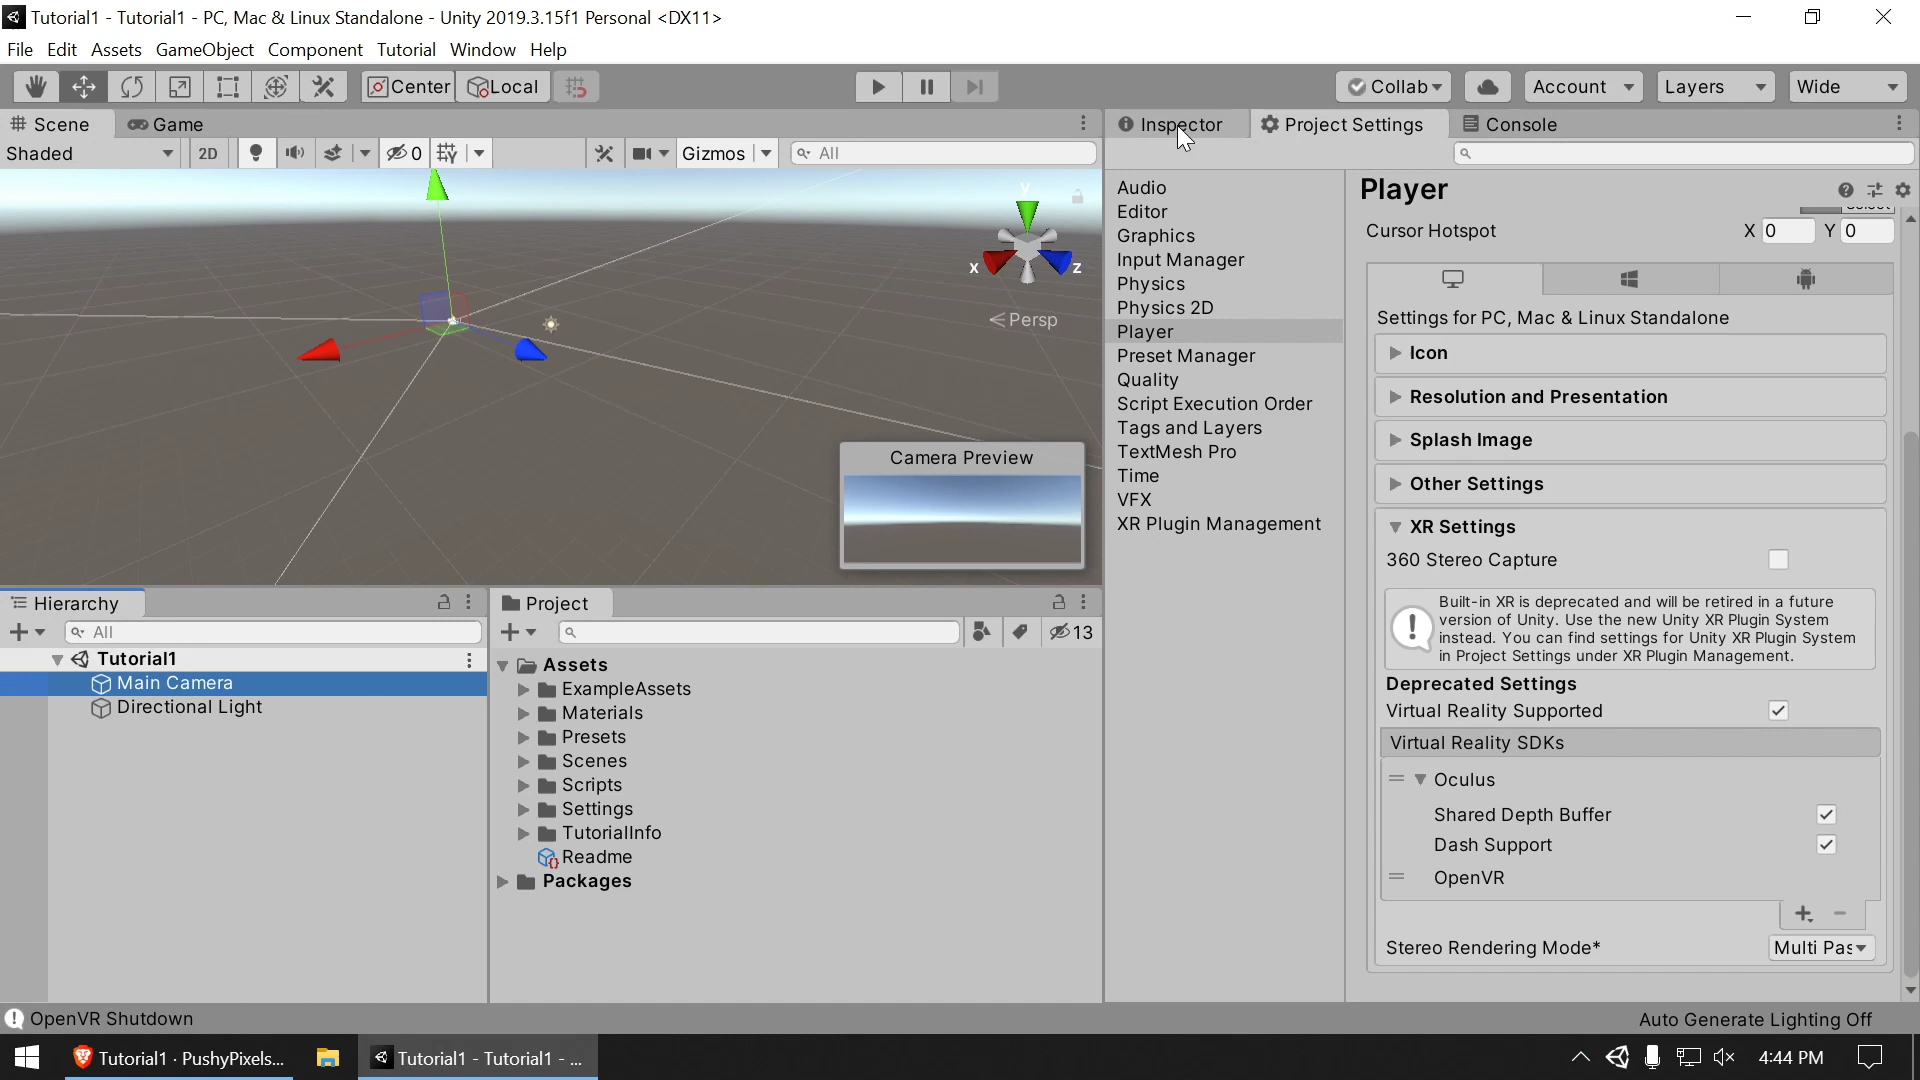 Tutorial1 - Tutorial1 - PC, Mac & Linux Standalone - Unity 2019.3.15f1 Personal <DX11>
File Edit Assets GameObject Component Tutorial Window Help
Center Local Collab Account Layers Wide
Scene Game
Shaded 2D 0 Gizmos All
y
x z
Persp
Camera Preview
Hierarchy
All
Tutorial1
Main Camera
Directional Light
Project
13
Assets
ExampleAssets
Materials
Presets
Scenes
Scripts
Settings
TutorialInfo
Readme
Packages
Inspector Project Settings Console
Audio
Editor
Graphics
Input Manager
Physics
Physics 2D
Player
Preset Manager
Quality
Script Execution Order
Tags and Layers
TextMesh Pro
Time
VFX
XR Plugin Management
Player
Cursor Hotspot X 0 Y 0
Settings for PC, Mac & Linux Standalone
Icon
Resolution and Presentation
Splash Image
Other Settings
XR Settings
360 Stereo Capture
Built-in XR is deprecated and will be retired in a future
version of Unity. Use the new Unity XR Plugin System
instead. You can find settings for Unity XR Plugin System
in Project Settings under XR Plugin Management.
Deprecated Settings
Virtual Reality Supported
Virtual Reality SDKs
Oculus
Shared Depth Buffer
Dash Support
OpenVR
Stereo Rendering Mode* Multi Pas
OpenVR Shutdown Auto Generate Lighting Off
Tutorial1 · PushyPixels... Tutorial1 - Tutorial1 - ... 4:44 PM